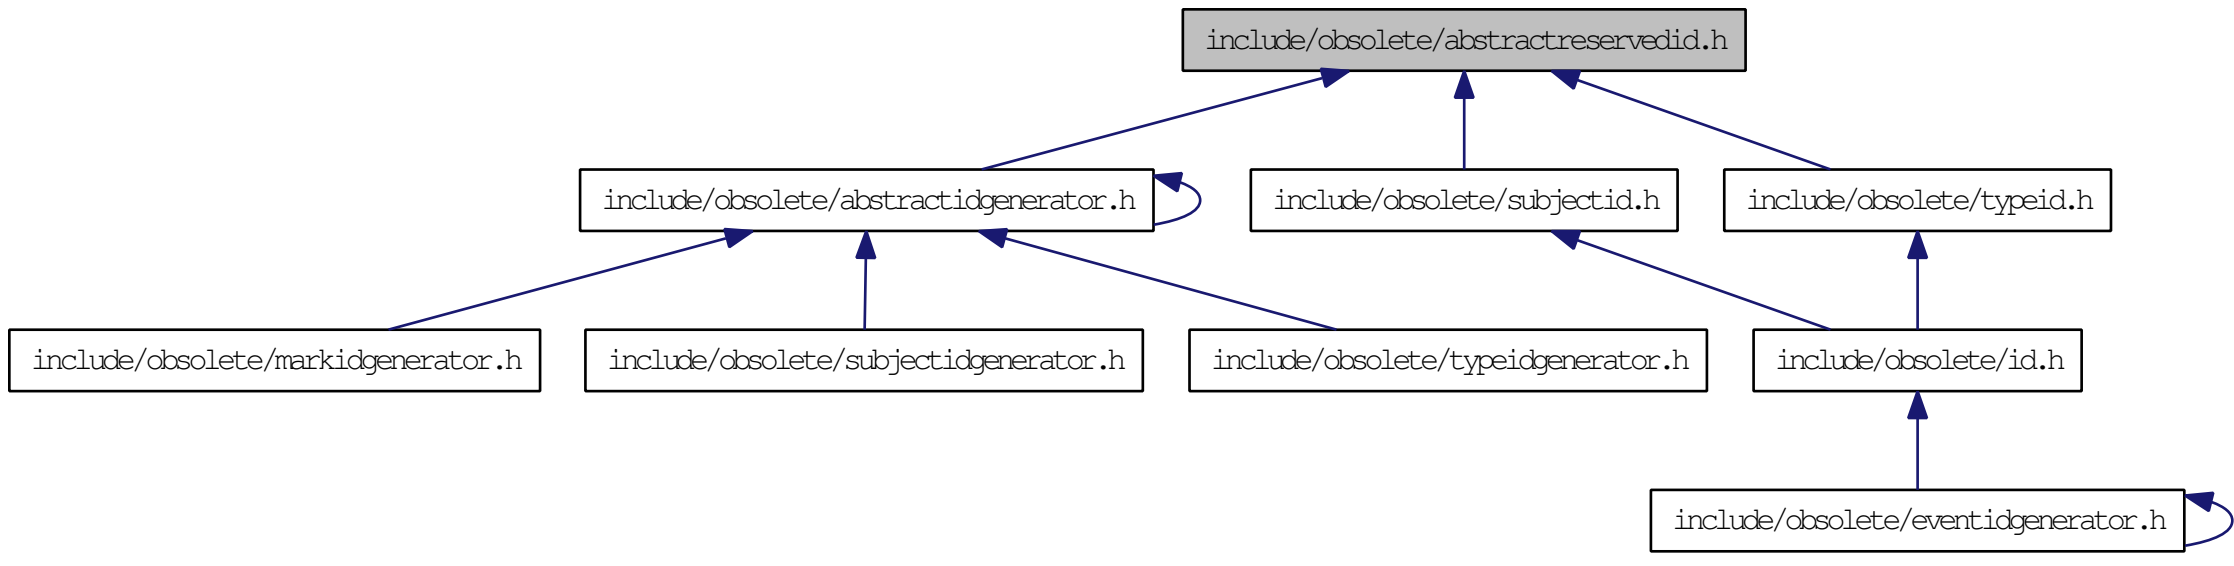 include/obsolete/abstractreservedid.h
include/obsolete/abstractidgenerator.h
include/obsolete/subjectid.h
include/obsolete/typeid.h
include/obsolete/markidgenerator.h
include/obsolete/subjectidgenerator.h
include/obsolete/typeidgenerator.h
include/obsolete/id.h
include/obsolete/eventidgenerator.h